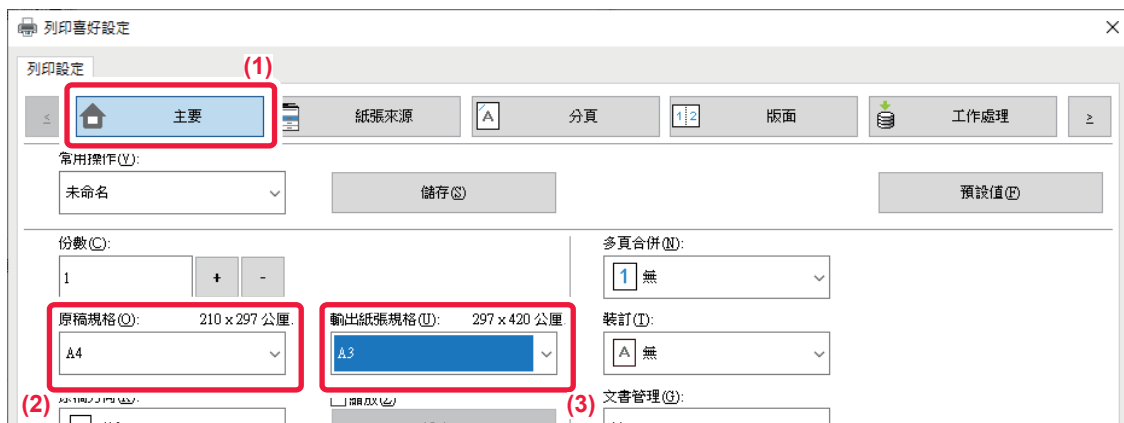 列印喜好設定
列印設定
(1)
≤ 主要 紙張來源 A 分頁 1 2 版面 工作處理 ≥
常用操作(V):
未命名 儲存(S) 預設值(F)
份數(C): 多頁合併(N):
1 + - 1 無
原稿規格(O): 210 x 297 公厘. 輸出紙張規格(U): 297 x 420 公厘. 裝訂(T):
A4 A3 A 無
(2) (3) 文書管理(G):